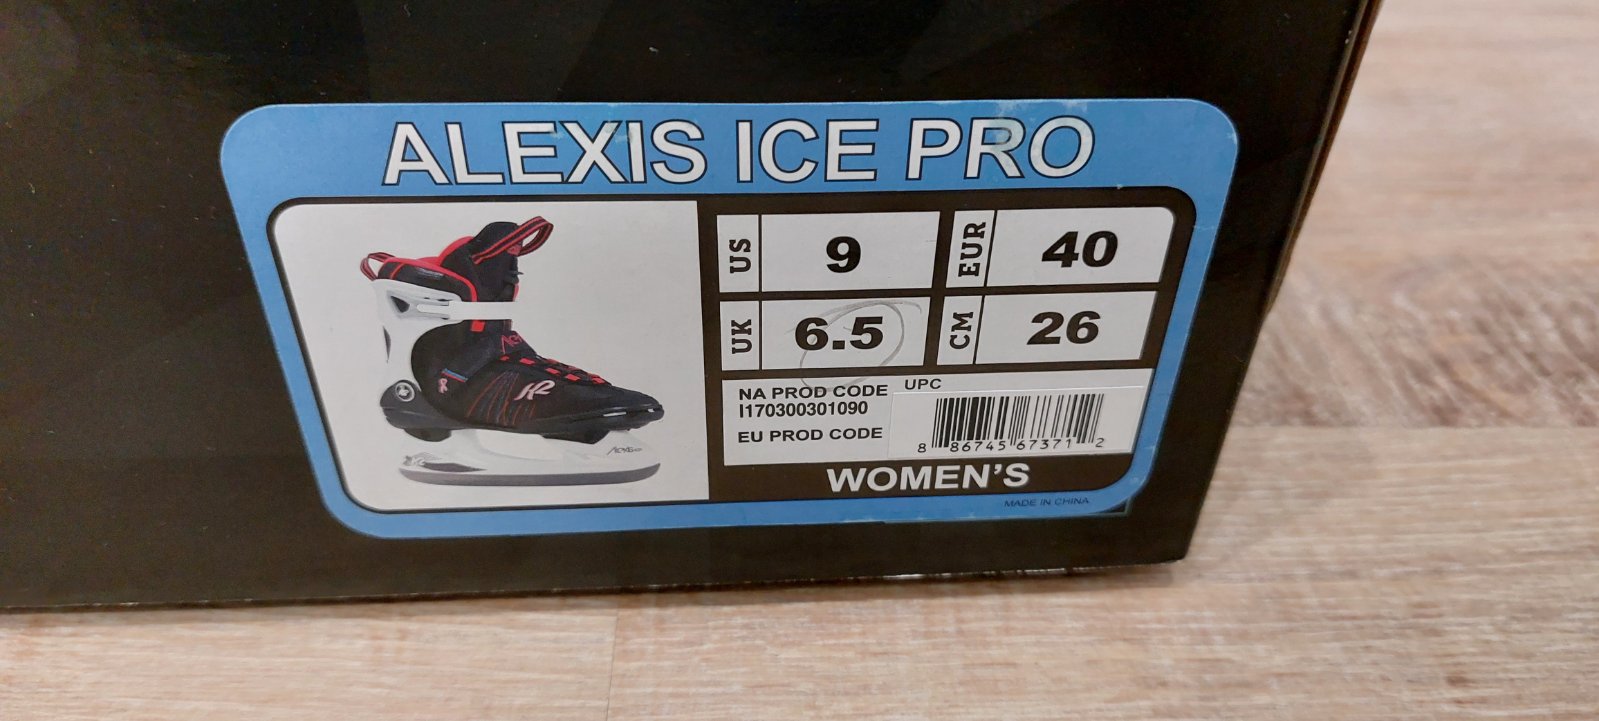 ALEXIS ICE PRO
US 9 EUR 40
UK 6.5 CM 26
K2
NA PROD CODE
I170300301090
EU PROD CODE
UPC
8 86745 67371 2
WOMEN'S
MADE IN CHINA